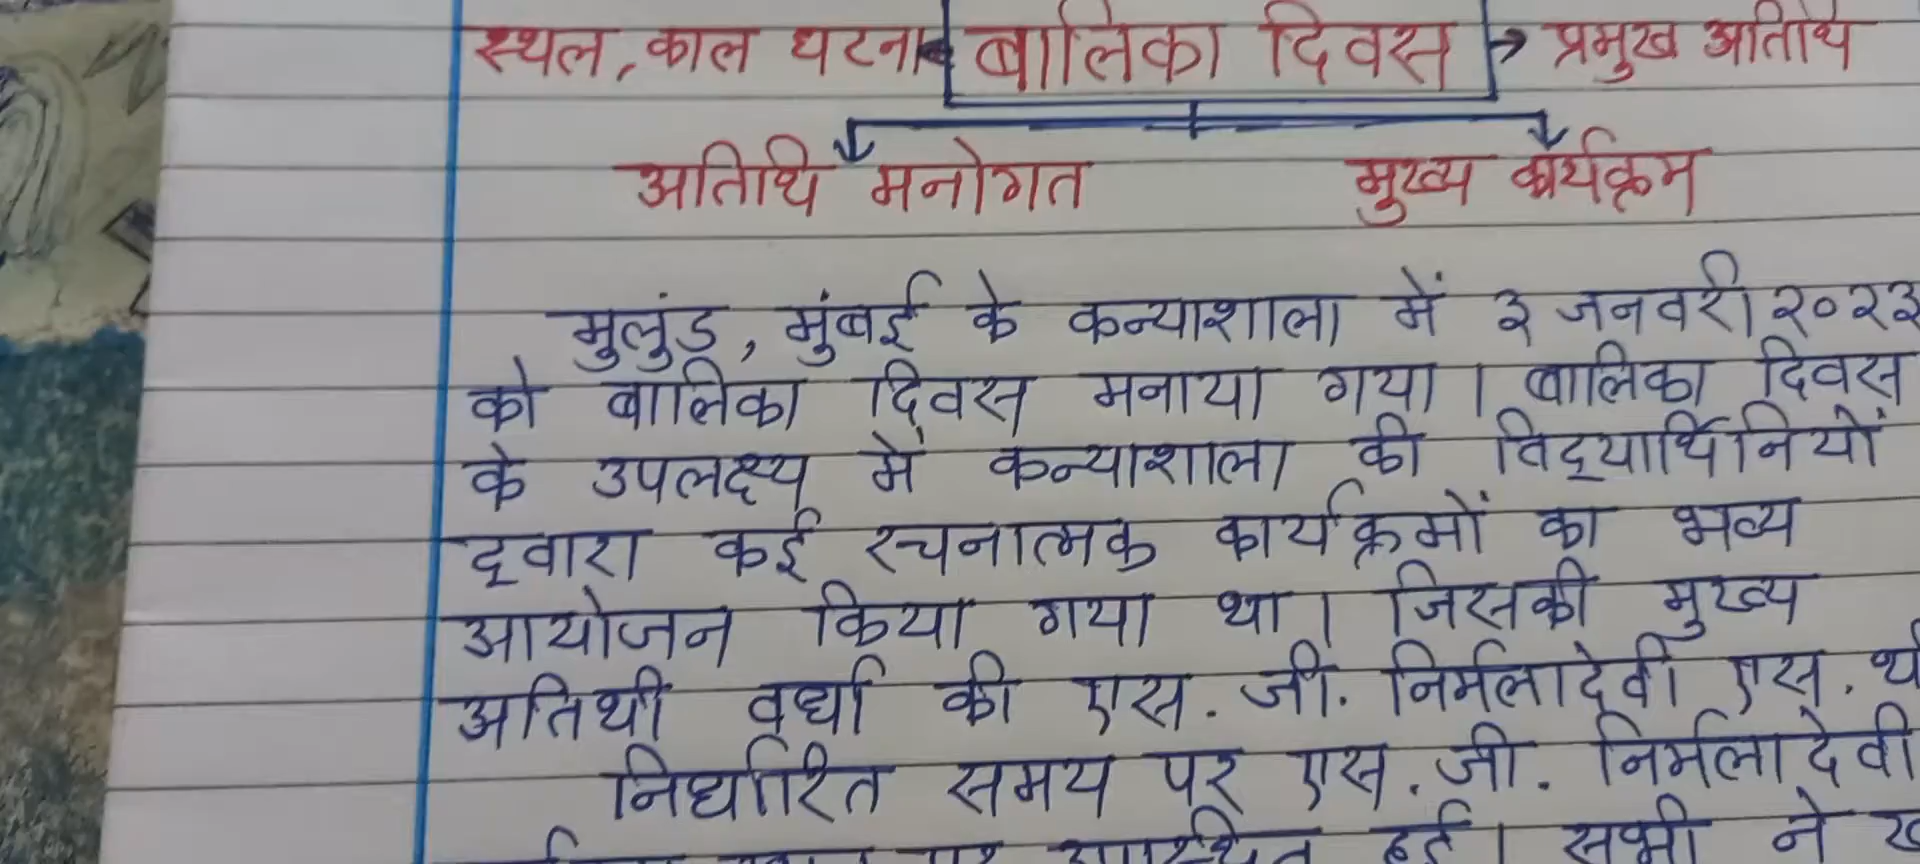 स्थल, काल घटना बालिका दिवस → प्रमुख अतिथि
अतिथि मनोगत मुख्य कार्यक्रम
मुलुंड, मुंबई के कन्याशाला में ३ जनवरी २०२३
को बालिका दिवस मनाया गया । बालिका दिवस
के उपलक्ष्य में कन्याशाला की विद्यार्थिनियों
द्वारा कई रचनात्मक कार्यक्रमों का भव्य
आयोजन किया गया था । जिसकी मुख्य
अतिथी वर्धा की एस. जी. निर्मलादेवी एस.
निर्धारित समय पर एस. जी. निर्मलादेवी
हुई । सभी ने